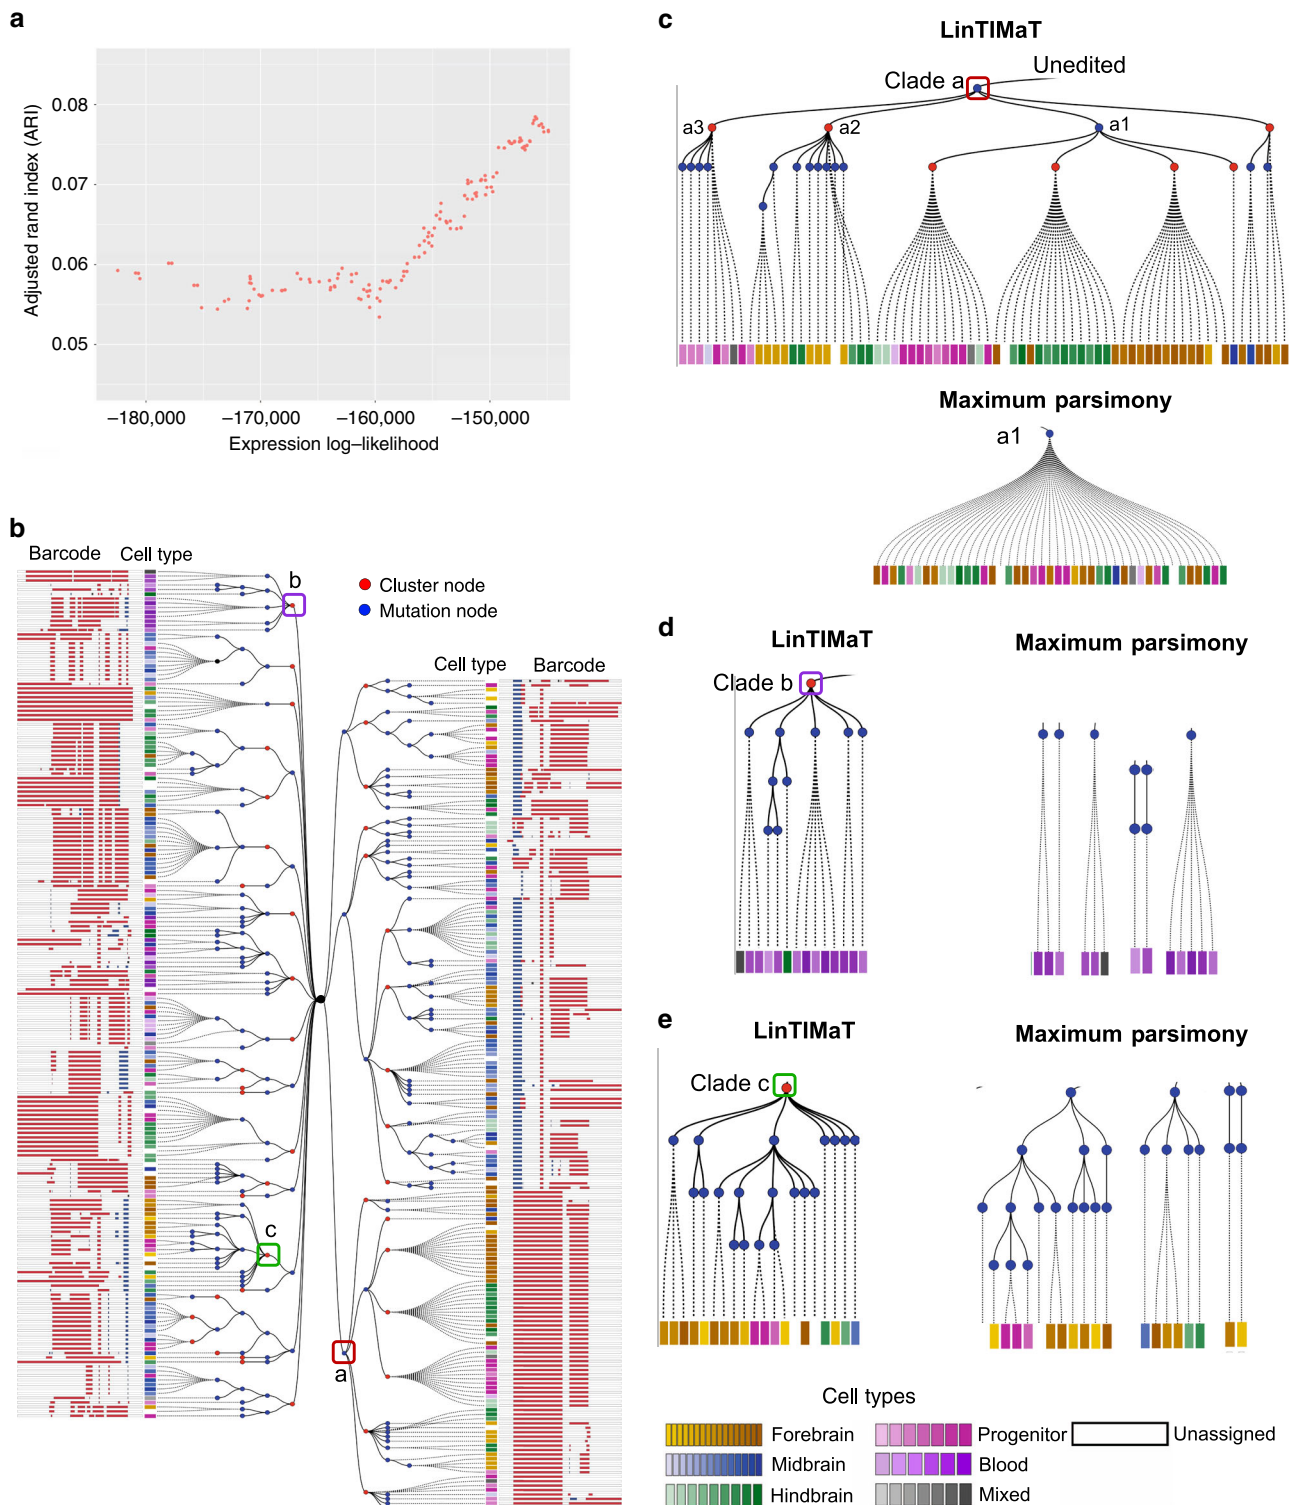 a
Adjusted rand index (ARI)
0.08
0.07
0.06
0.05
−180,000
−170,000
−160,000
−150,000
Expression log−likelihood
b
Barcode
Cell type
b
Cluster node
Mutation node
Cell type
Barcode
c
a
c
LinTIMaT
Unedited
Clade a
a3
a2
a1
Maximum parsimony
a1
d
LinTIMaT
Maximum parsimony
Clade b
e
LinTIMaT
Maximum parsimony
Clade c
Cell types
Forebrain
Progenitor
Unassigned
Midbrain
Blood
Hindbrain
Mixed